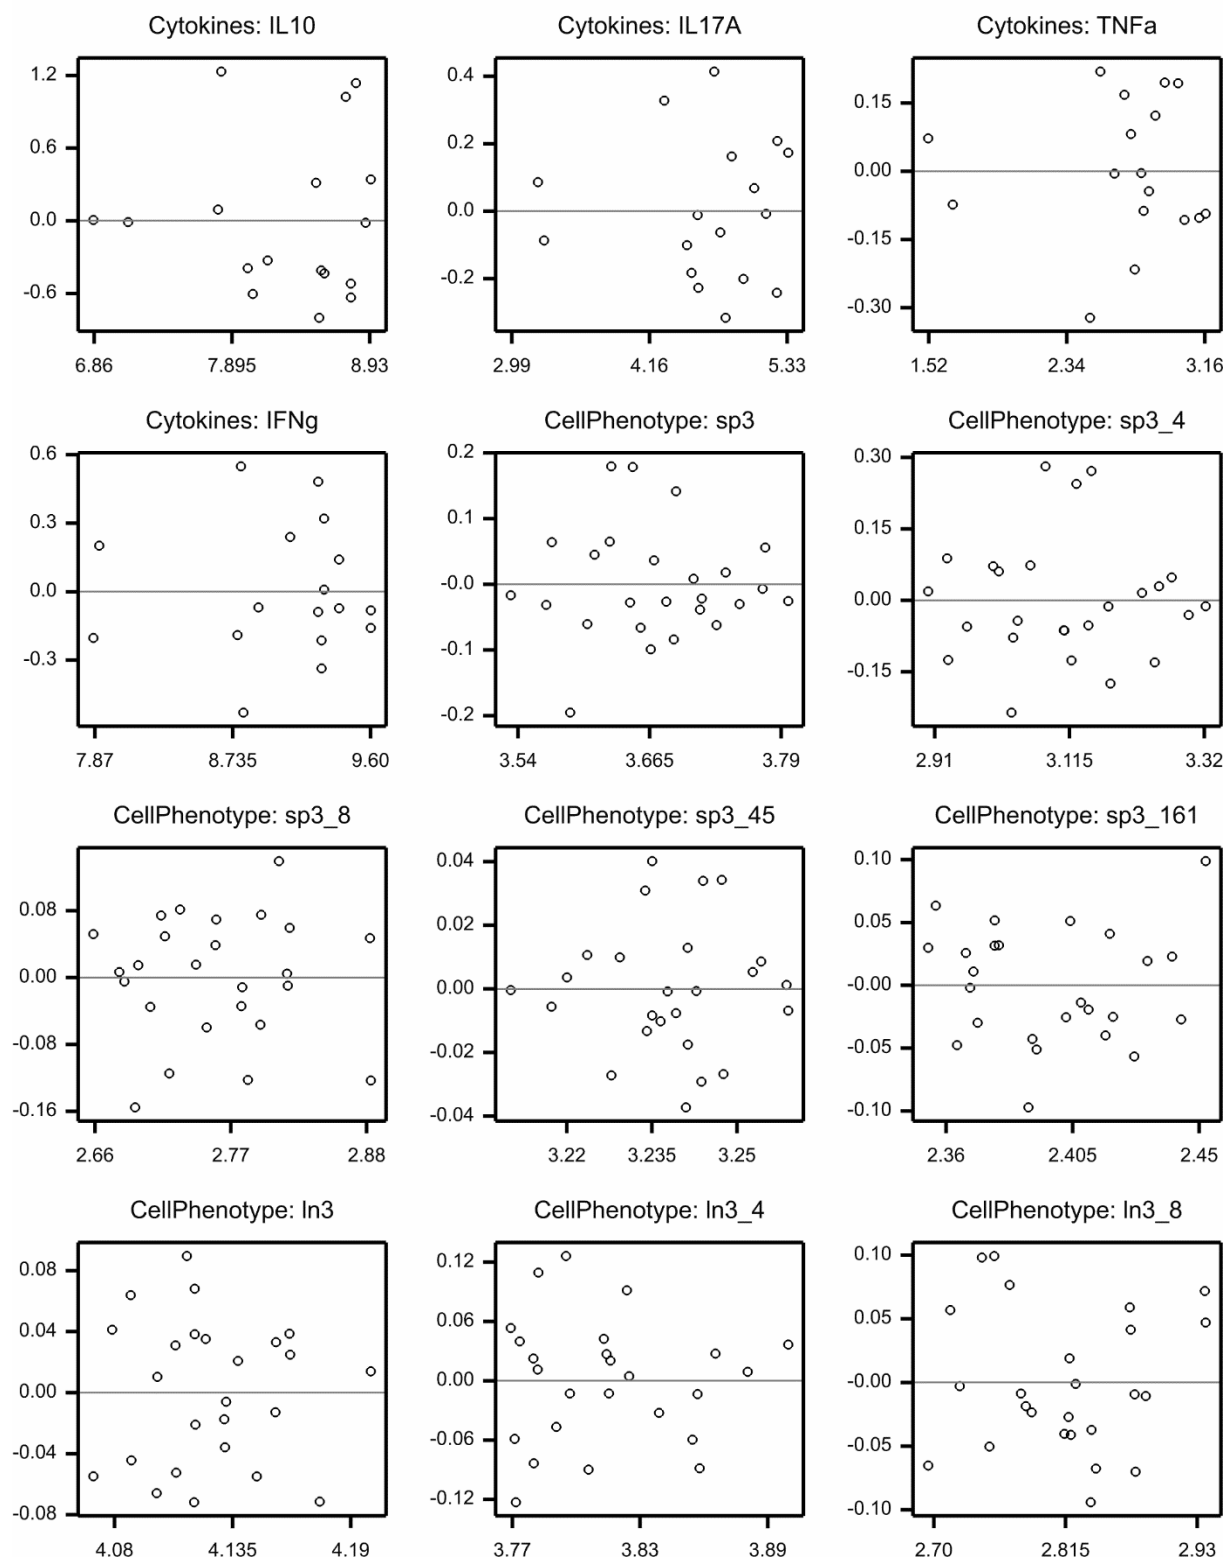 Cytokines: IL10
1.2
0.6
0.0
-0.6
6.86 7.895 8.93
Cytokines: IL17A
0.4
0.2
0.0
-0.2
2.99 4.16 5.33
Cytokines: TNFa
0.15
0.00
-0.15
-0.30
1.52 2.34 3.16
Cytokines: IFNg
0.6
0.3
0.0
-0.3
7.87 8.735 9.60
CellPhenotype: sp3
0.2
0.1
-0.0
-0.1
-0.2
3.54 3.665 3.79
CellPhenotype: sp3_4
0.30
0.15
0.00
-0.15
2.91 3.115 3.32
CellPhenotype: sp3_8
0.08
0.00
-0.08
-0.16
2.66 2.77 2.88
CellPhenotype: sp3_45
0.04
0.02
0.00
-0.02
-0.04
3.22 3.235 3.25
CellPhenotype: sp3_161
0.10
0.05
-0.00
-0.05
-0.10
2.36 2.405 2.45
CellPhenotype: ln3
0.08
0.04
0.00
-0.04
-0.08
4.08 4.135 4.19
CellPhenotype: ln3_4
0.12
0.06
0.00
-0.06
-0.12
3.77 3.83 3.89
CellPhenotype: ln3_8
0.10
0.05
-0.00
-0.05
-0.10
2.70 2.815 2.93